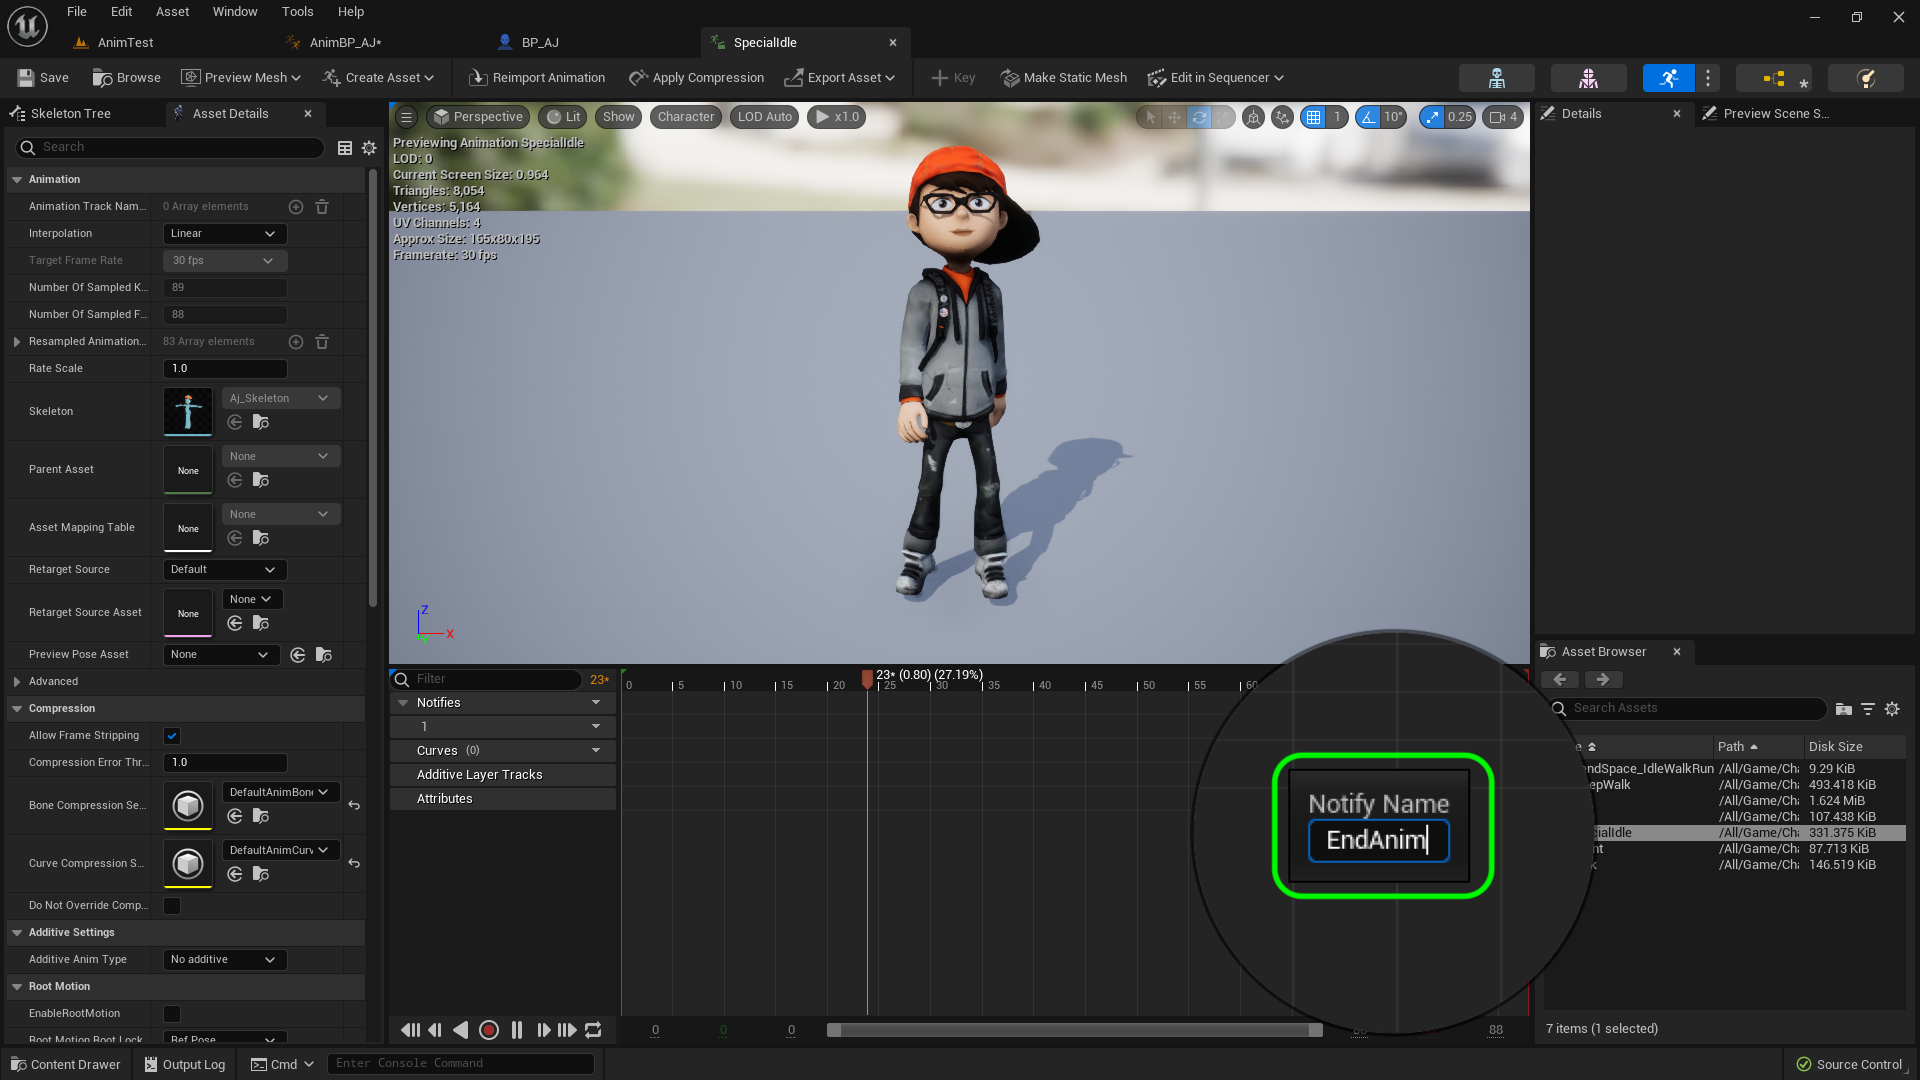 File Edit Asset Window Tools Help
AnimTest AnimBP_AJ* BP_AJ SpecialIdle
Save Browse Preview Mesh Create Asset Reimport Animation Apply Compression Export Asset Key Make Static Mesh Edit in Sequencer
Skeleton Tree Asset Details
Search
Animation
Animation Track Nam... 0 Array elements
Interpolation Linear
Target Frame Rate 30 fps
Number Of Sampled K... 89
Number Of Sampled F... 88
Resampled Animation... 83 Array elements
Rate Scale 1.0
Skeleton Aj_Skeleton
Parent Asset None None
Asset Mapping Table None None
Retarget Source Default
Retarget Source Asset None None
Preview Pose Asset None
Advanced
Compression
Allow Frame Stripping
Compression Error Thr... 1.0
Bone Compression Se... DefaultAnimBone
Curve Compression S... DefaultAnimCurv
Do Not Override Comp...
Additive Settings
Additive Anim Type No additive
Root Motion
EnableRootMotion
Root Motion Root Lock Ref Pose
Perspective Lit Show Character LOD Auto x1.0 1 10° 0.25 4
Previewing Animation SpecialIdle
LOD: 0
Current Screen Size: 0.964
Triangles: 8,054
Vertices: 5,164
UV Channels: 4
Approx Size: 165x80x195
Framerate: 30 fps
Z
X
Filter 23*
23* (0.80) (27.19%)
0 5 10 15 20 25 30 35 40 45 50 55 60
Notifies
1
Curves (0)
Additive Layer Tracks
Attributes
Notify Name
EndAnim
0 0 0 88
Details Preview Scene S...
Asset Browser
Search Assets
Path Disk Size
endSpace_IdleWalkRun /All/Game/Cha 9.29 KiB
epWalk /All/Game/Cha 493.418 KiB
/All/Game/Cha 1.624 MiB
/All/Game/Cha 107.438 KiB
cialIdle /All/Game/Cha 331.375 KiB
nt /All/Game/Cha 87.713 KiB
k /All/Game/Cha 146.519 KiB
7 items (1 selected)
Content Drawer Output Log Cmd Enter Console Command Source Control